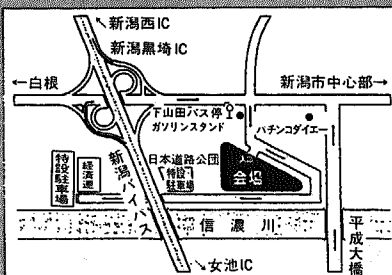 新潟西IC
新潟黒埼IC
←白根
新潟市中心部→
下山田バス停
ガソリンスタンド
パチンコダイエー
日本道路公団
特設駐車場
経済連
特設駐車場
入口
会場
新潟バイパス
信濃川
平成大橋
女池IC